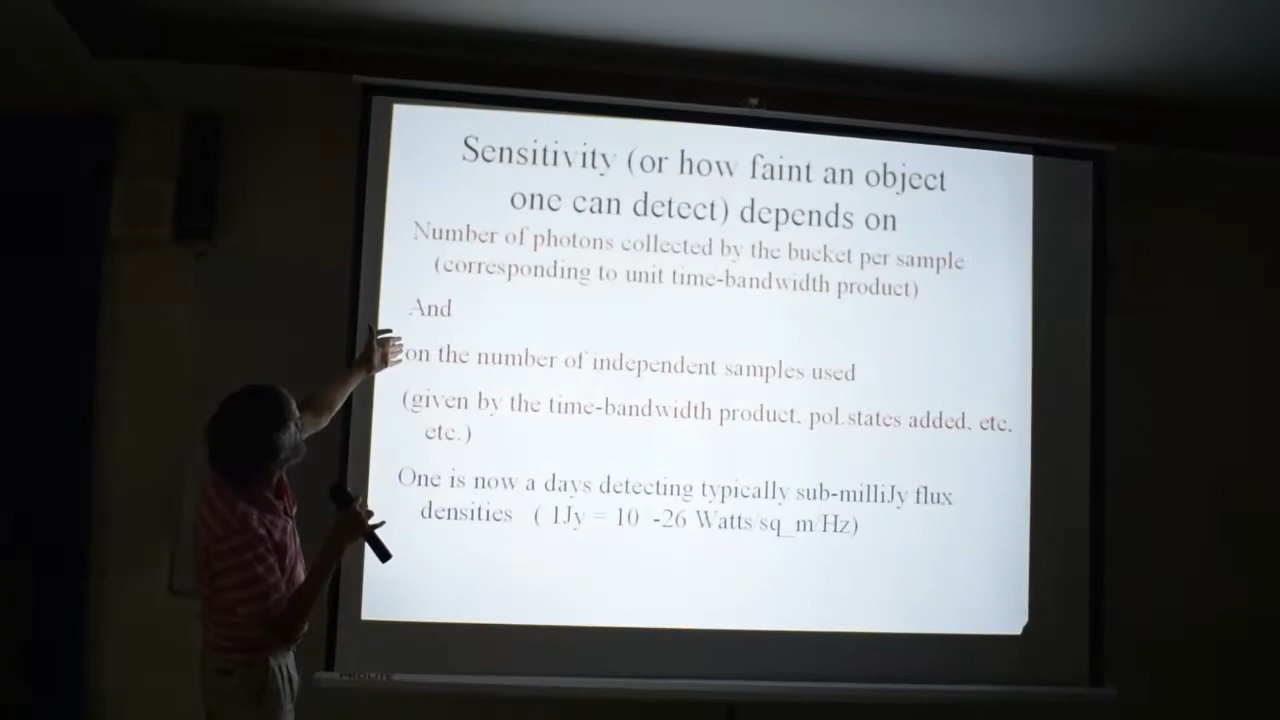 Sensitivity (or how faint an object
one can detect) depends on
Number of photons collected by the bucket per sample
(corresponding to unit time-bandwidth product)
And
on the number of independent samples used
(given by the time-bandwidth product, pol.states added, etc.
etc.)
One is now a days detecting typically sub-milliJy flux
densities ( 1Jy = 10 -26 Watts/sq_m/Hz)